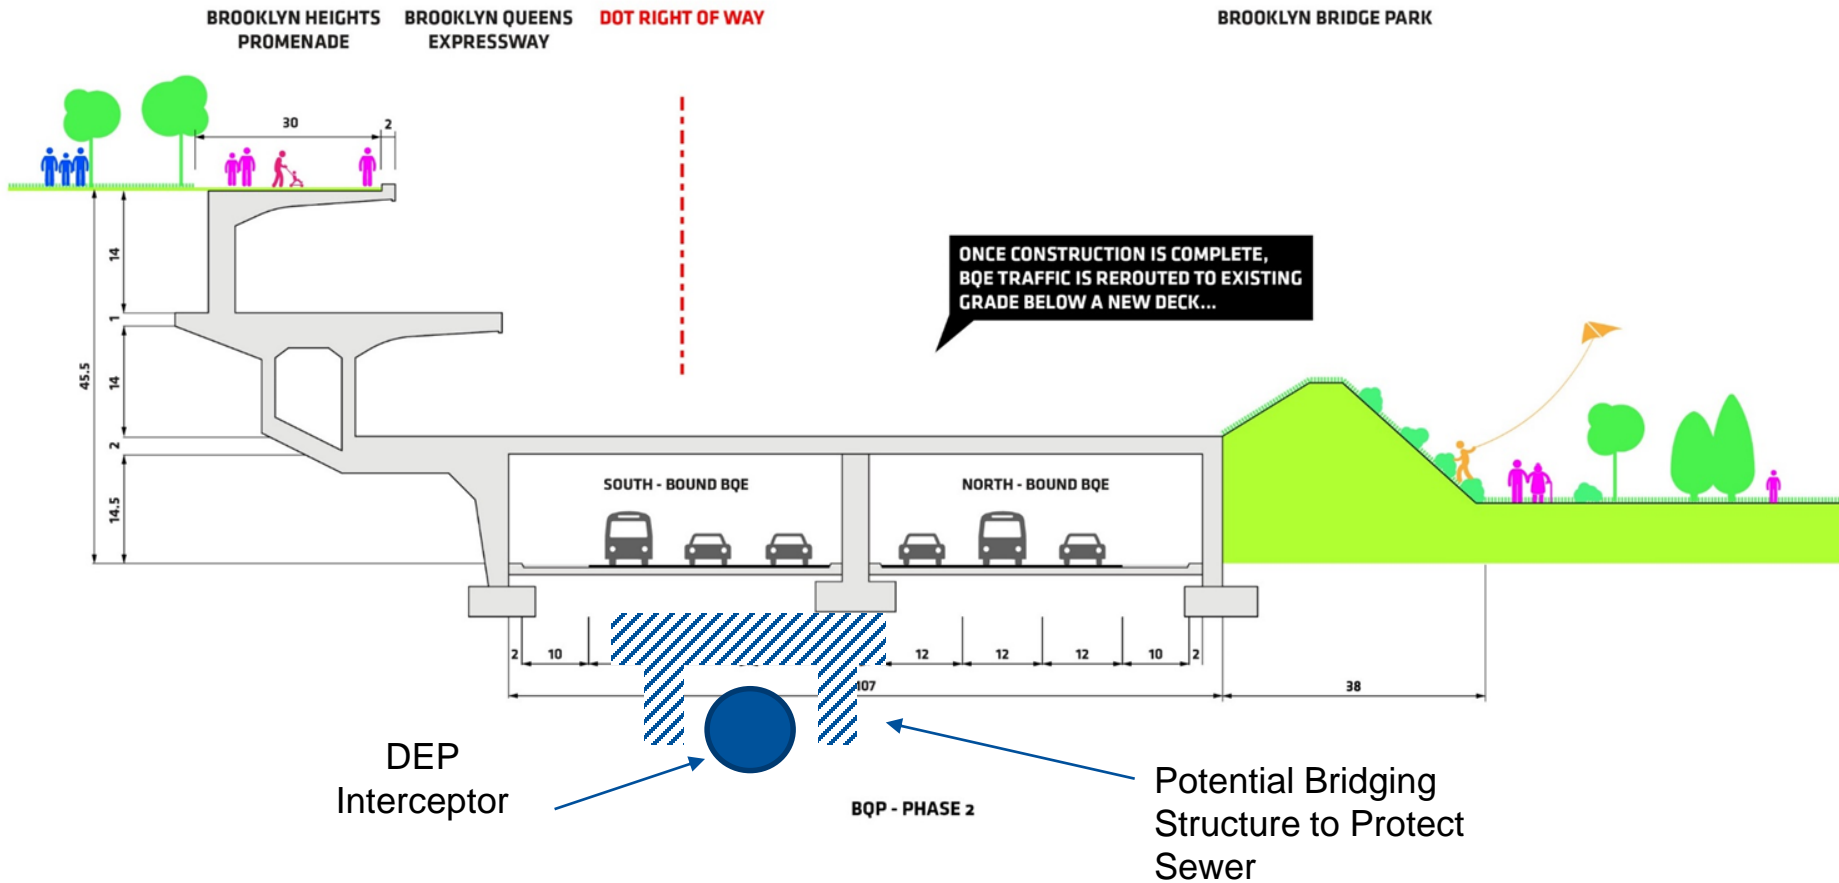 BROOKLYN HEIGHTS
PROMENADE
BROOKLYN QUEENS
EXPRESSWAY
DOT RIGHT OF WAY
BROOKLYN BRIDGE PARK
30
2
14
1
14
45.5
2
14.5
ONCE CONSTRUCTION IS COMPLETE,
BQE TRAFFIC IS REROUTED TO EXISTING
GRADE BELOW A NEW DECK...
SOUTH - BOUND BQE
NORTH - BOUND BQE
2
10
12
12
12
10
2
107
38
DEP
Interceptor
BQP - PHASE 2
Potential Bridging
Structure to Protect
Sewer